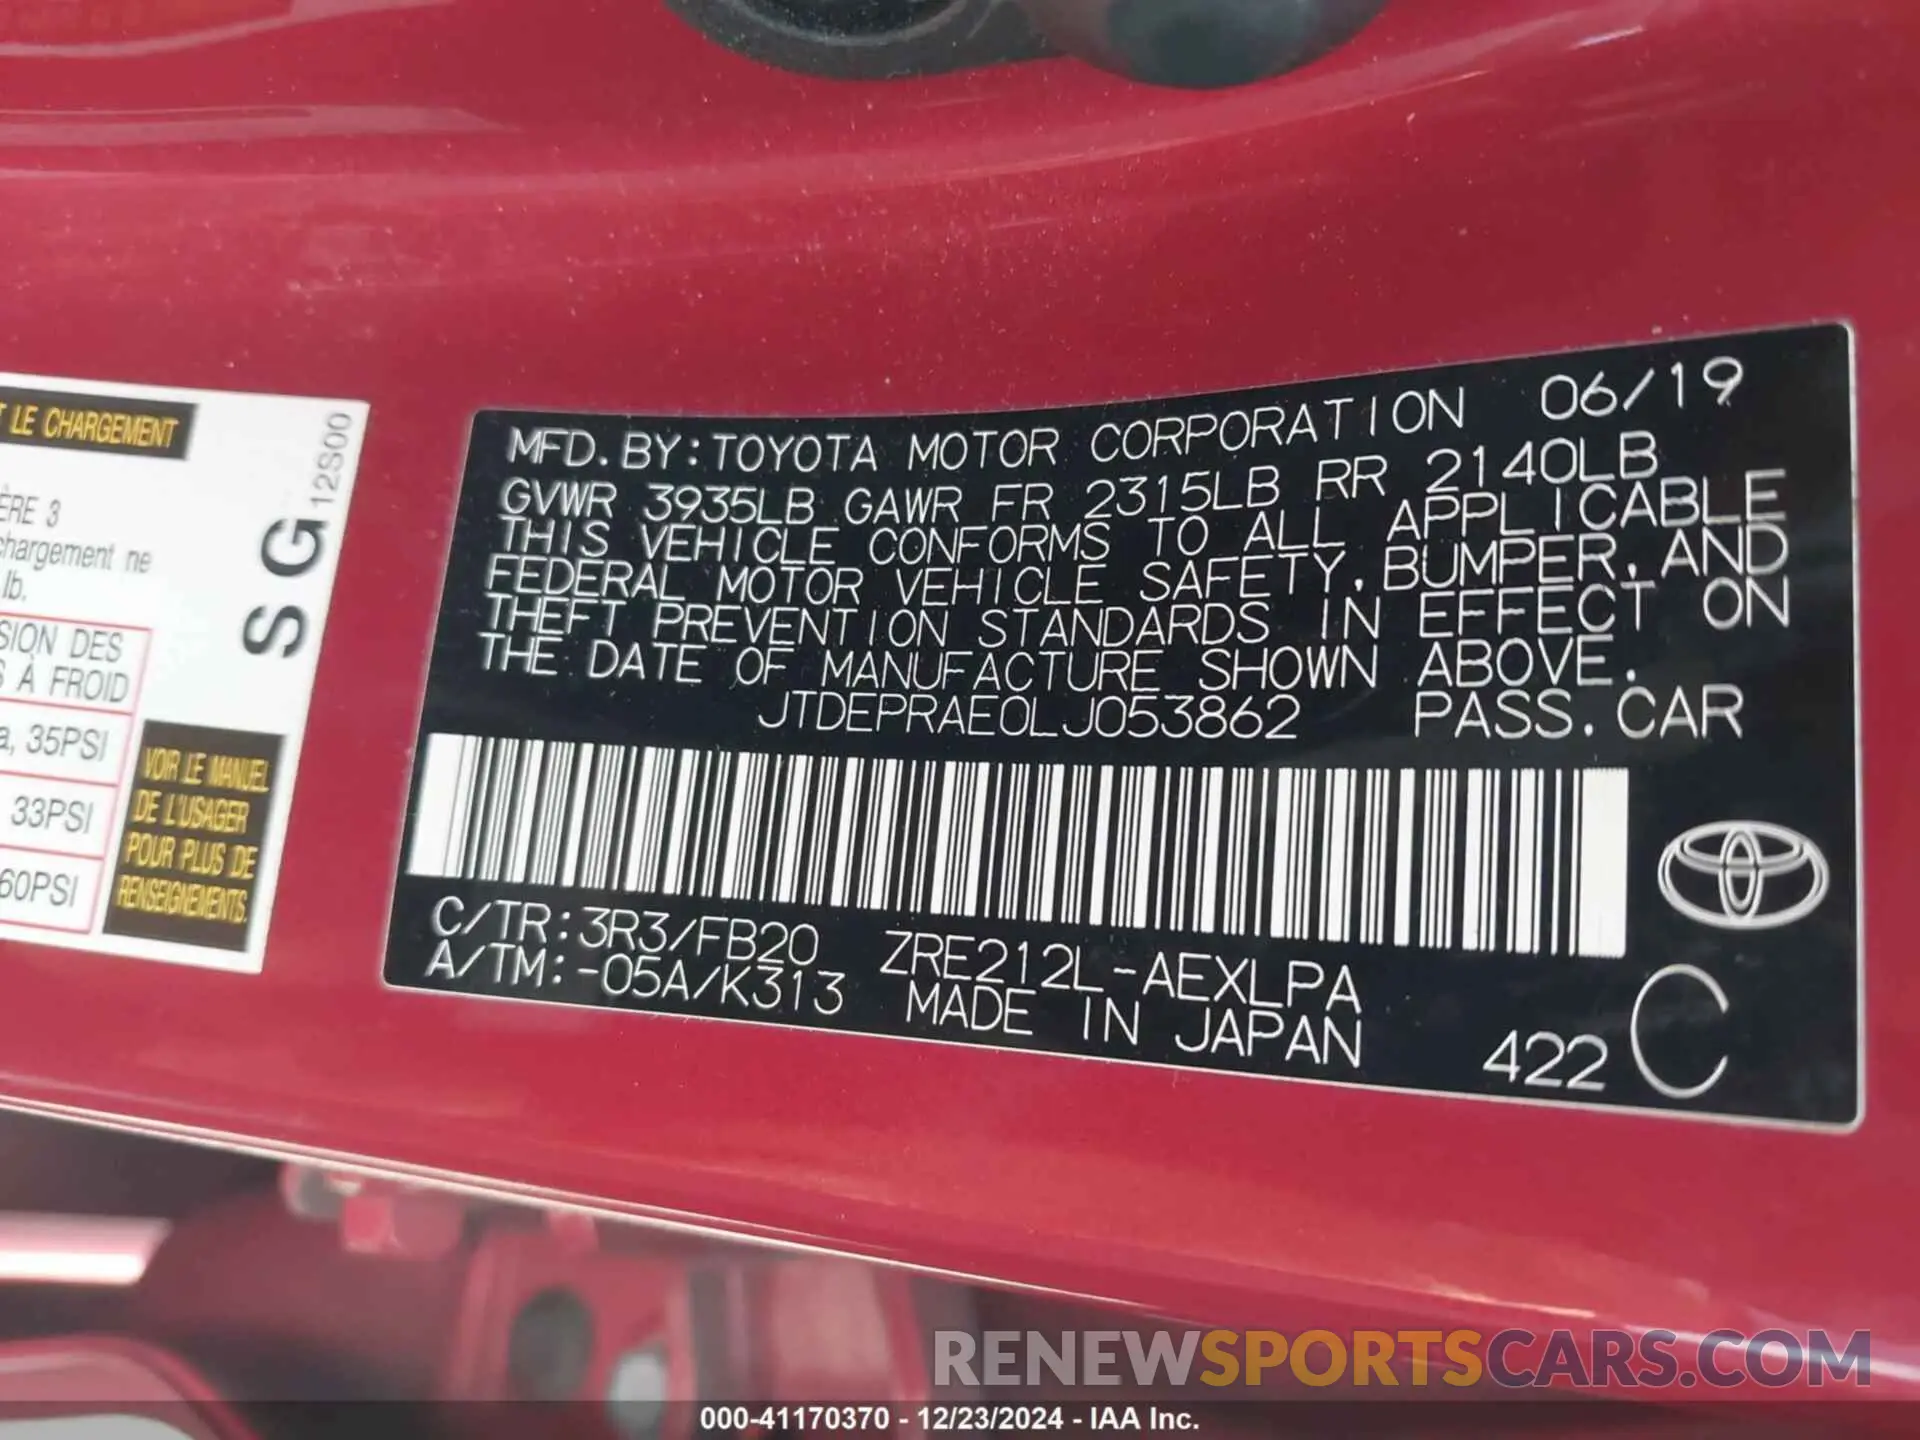 T LE CHARGEMENT
12S00
SG
ÈRE 3
chargement ne
lb.
SION DES
S À FROID
a, 35PSI
33PSI
60PSI
VOIR LE MANUEL
DE L'USAGER
POUR PLUS DE
RENSEIGNEMENTS.
MFD. BY: TOYOTA MOTOR CORPORATION 06/19
GVWR 3935LB GAWR FR 2315LB RR 2140LB
THIS VEHICLE CONFORMS TO ALL APPLICABLE
FEDERAL MOTOR VEHICLE SAFETY, BUMPER, AND
THEFT PREVENTION STANDARDS IN EFFECT ON
THE DATE OF MANUFACTURE SHOWN ABOVE.
JTDEPRAE0LJ053862 PASS. CAR
C/TR: 3R3/FB20 ZRE212L-AEXLPA
A/TM: -05A/K313 MADE IN JAPAN
422 C
RENEWSPORTSCARS.COM
000-41170370 - 12/23/2024 - IAA Inc.